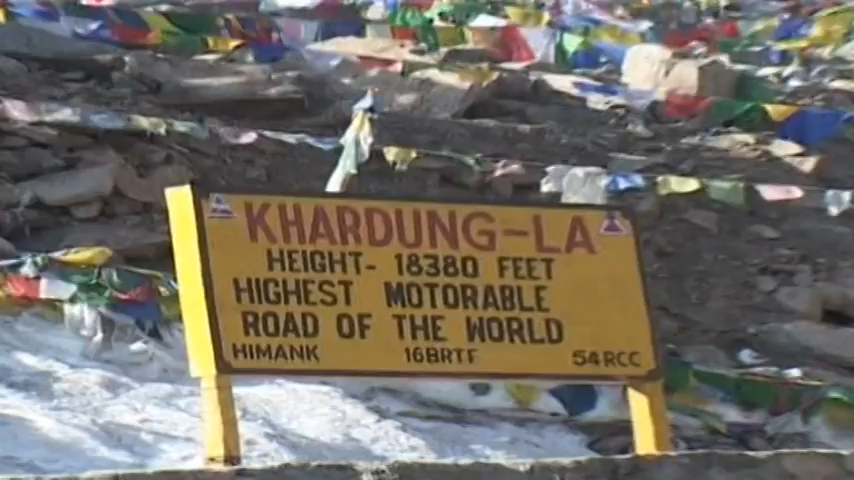 KHARDUNG-LA
HEIGHT- 18380 FEET
HIGHEST MOTORABLE
ROAD OF THE WORLD
HIMANK 16BRTF 54RCC